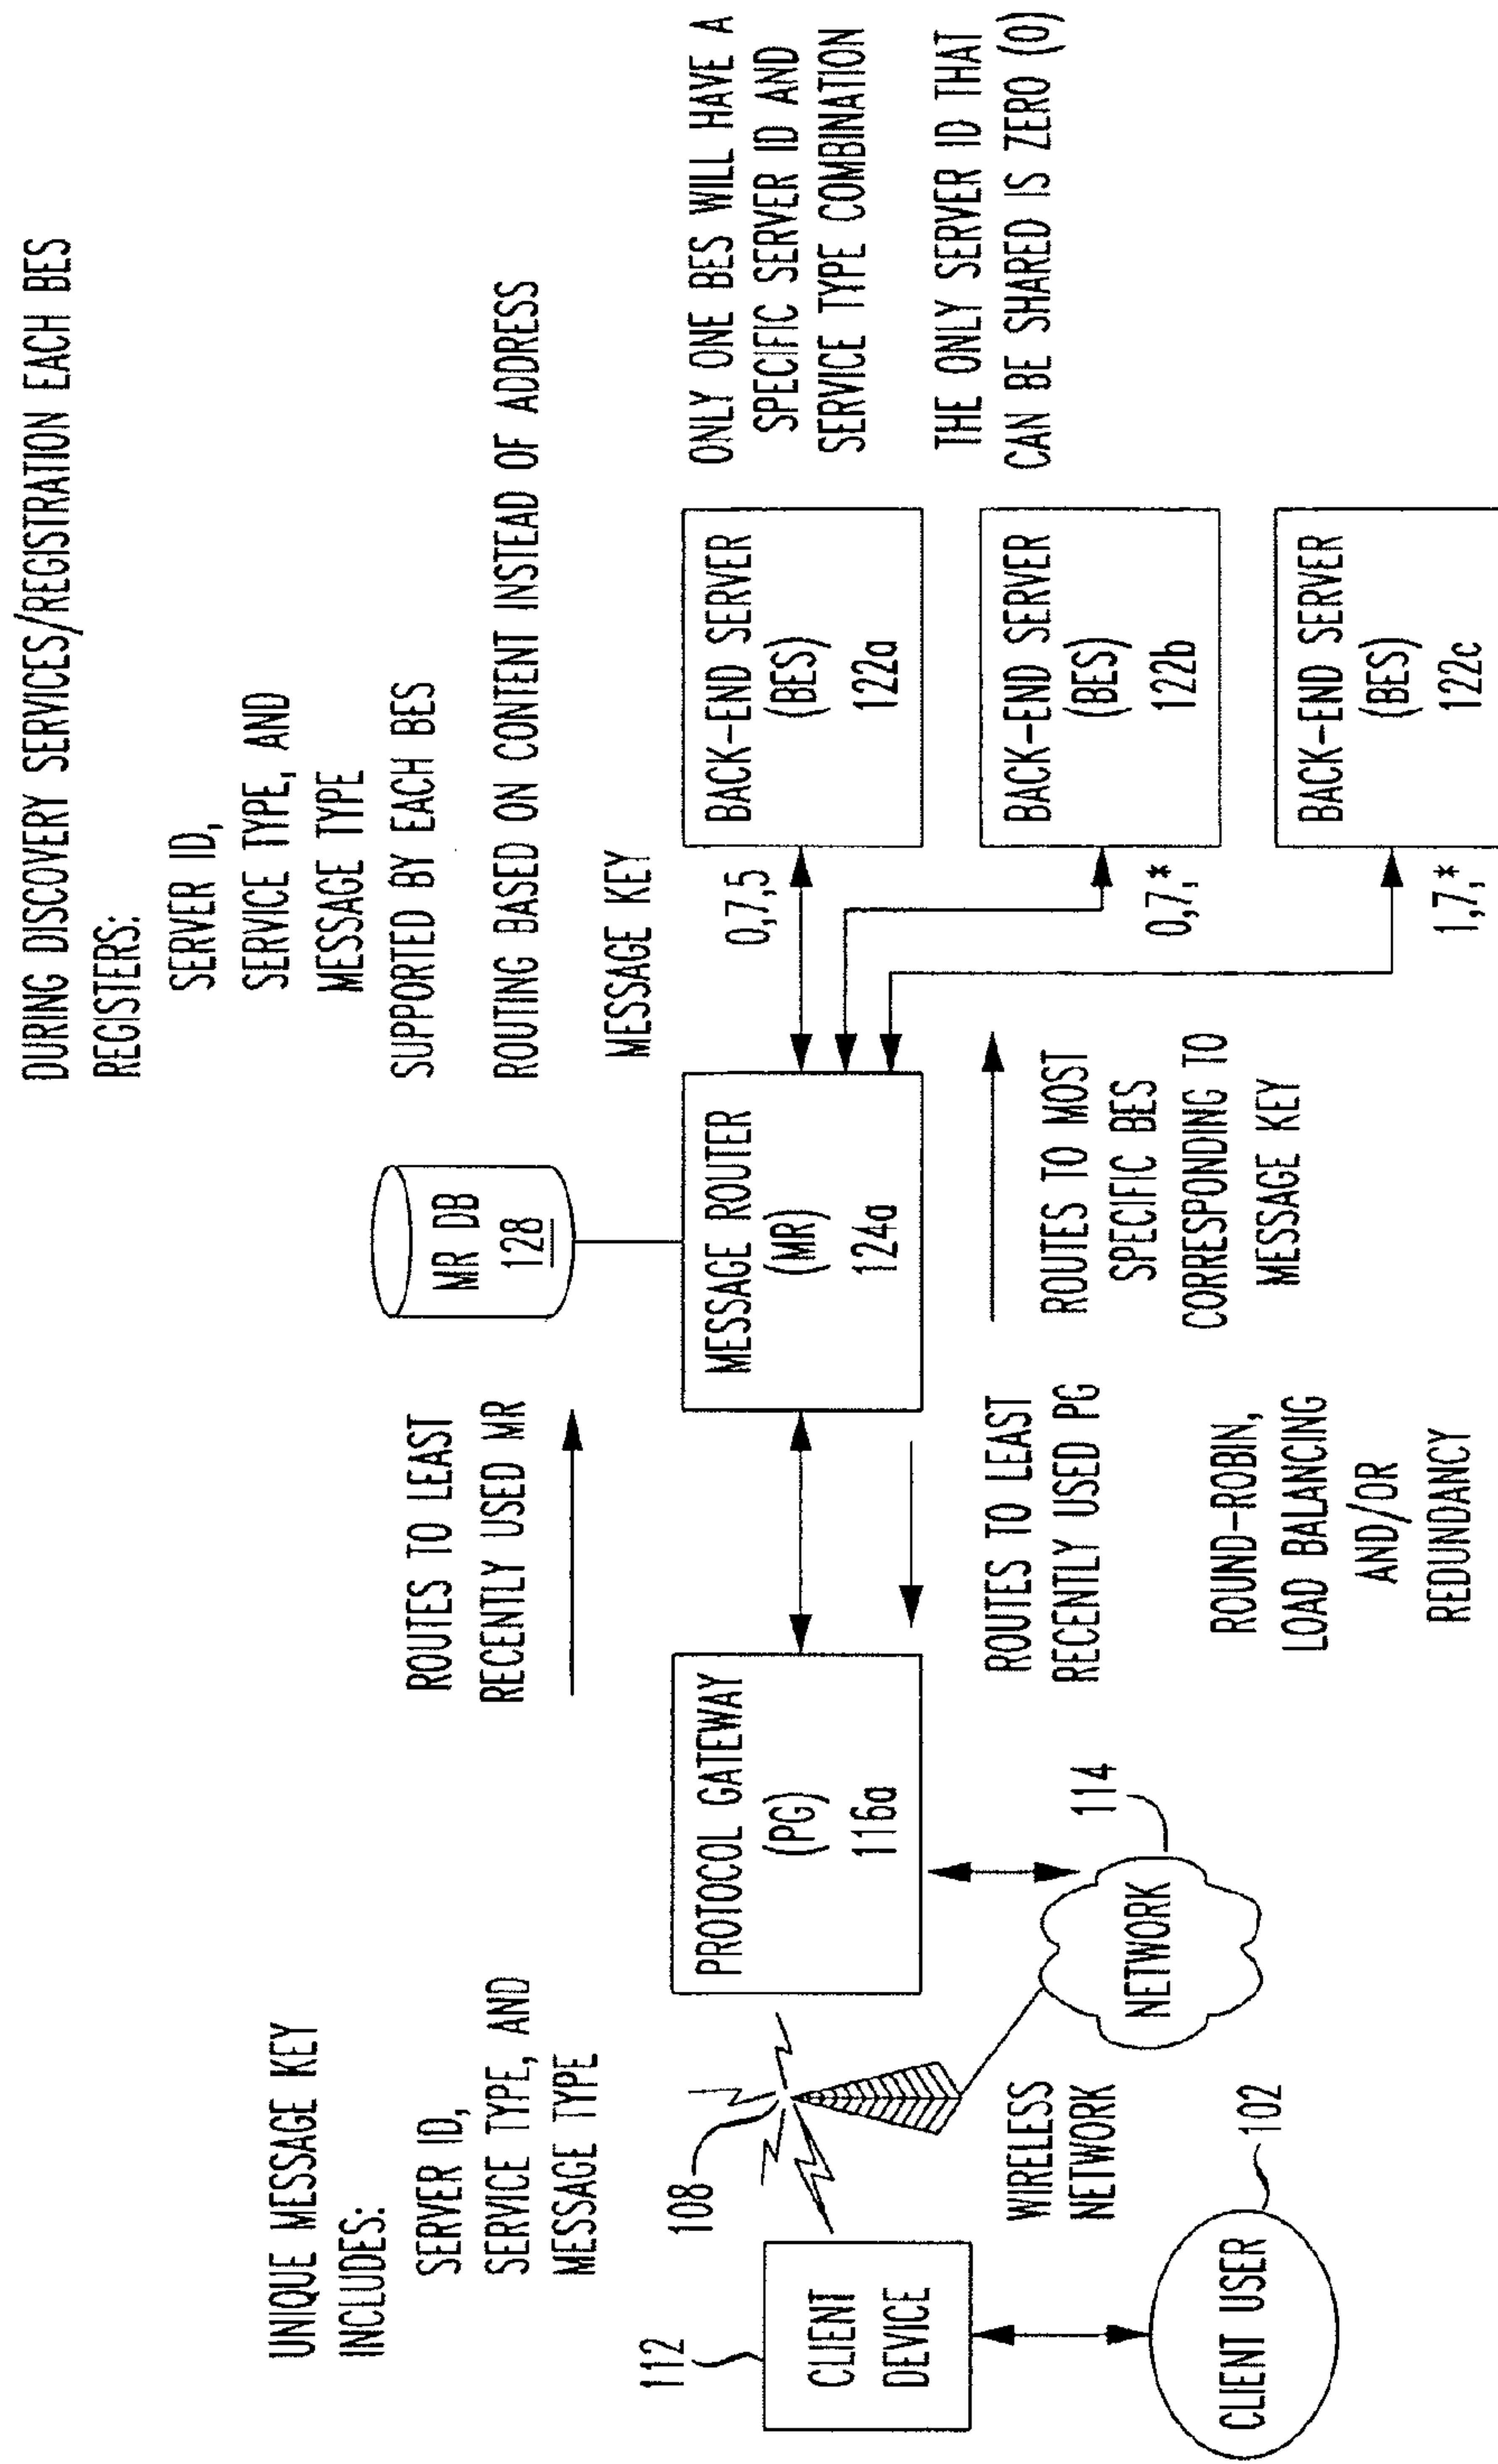 DURING DISCOVERY SERVICES/REGISTRATION EACH BES
REGISTERS:
SERVER ID,
SERVICE TYPE, AND
MESSAGE TYPE
SUPPORTED BY EACH BES
ROUTING BASED ON CONTENT INSTEAD OF ADDRESS
UNIQUE MESSAGE KEY
INCLUDES:
SERVER ID,
SERVICE TYPE, AND
MESSAGE TYPE
ROUTES TO LEAST
RECENTLY USED MR
MR DB
128
MESSAGE KEY
108
112
CLIENT
DEVICE
WIRELESS
NETWORK
CLIENT USER
102
NETWORK
114
PROTOCOL GATEWAY
(PG)
116a
ROUTES TO LEAST
RECENTLY USED PG
ROUND-ROBIN,
LOAD BALANCING
AND/OR
REDUNDANCY
MESSAGE ROUTER
(MR)
124a
ROUTES TO MOST
SPECIFIC BES
CORRESPONDING TO
MESSAGE KEY
0,7,5
0,7,*
1,7,*
BACK-END SERVER
(BES)
122a
BACK-END SERVER
(BES)
122b
BACK-END SERVER
(BES)
122c
ONLY ONE BES WILL HAVE A
SPECIFIC SERVER ID AND
SERVICE TYPE COMBINATION
THE ONLY SERVER ID THAT
CAN BE SHARED IS ZERO (0)